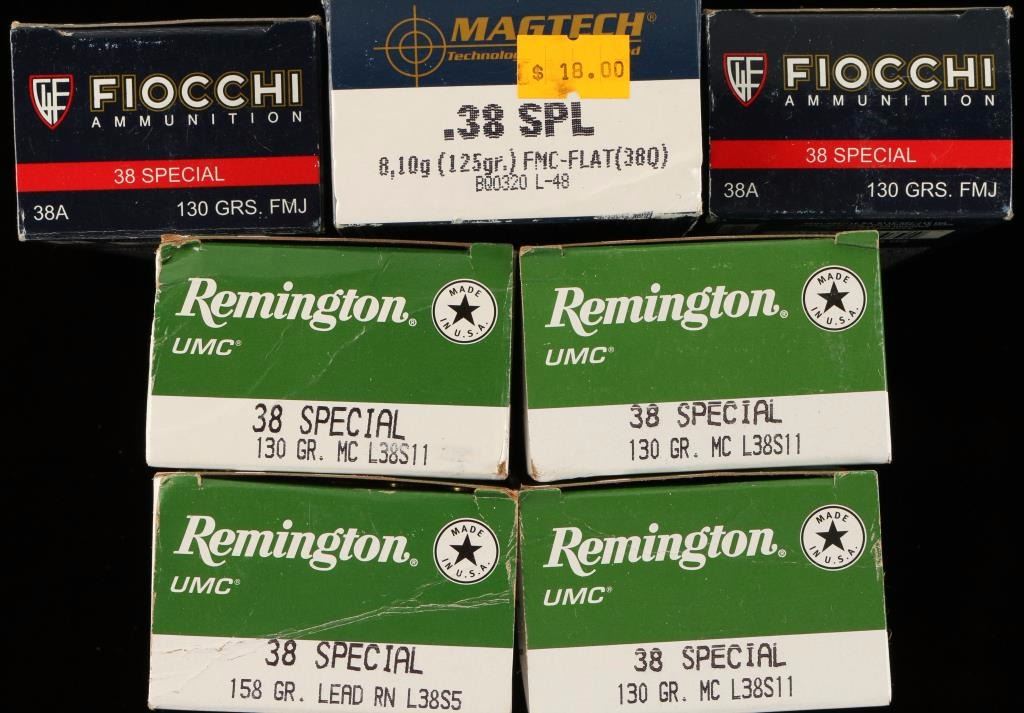 FIOCCHI
AMMUNITION
38 SPECIAL
38A 130 GRS. FMJ
MAGTECH®
$ 18.00
.38 SPL
8,10g (125gr.) FMC-FLAT(38Q)
BQ0320 L-48
FIOCCHI
AMMUNITION
38 SPECIAL
38A 130 GRS. FMJ
Remington®
UMC®
MADE IN U.S.A.
38 SPECIAL
130 GR. MC L38S11
Remington®
UMC®
MADE IN U.S.A.
38 SPECIAL
130 GR. MC L38S11
Remington®
UMC®
MADE IN U.S.A.
38 SPECIAL
158 GR. LEAD RN L38S5
Remington®
UMC®
MADE IN U.S.A.
38 SPECIAL
130 GR. MC L38S11